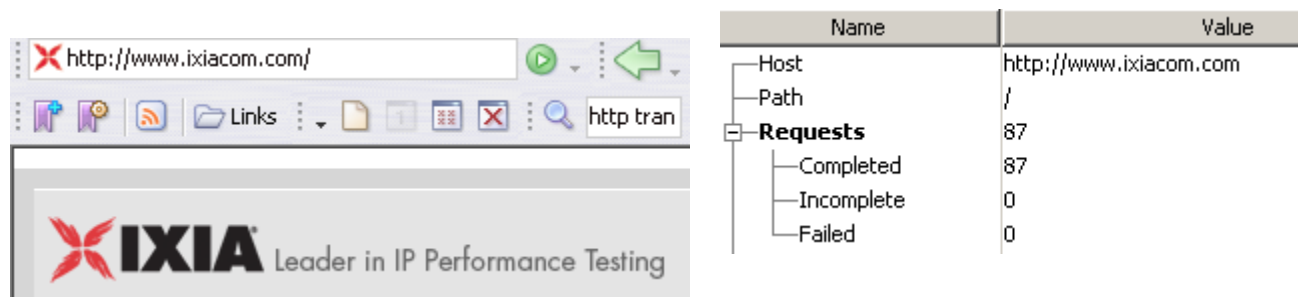 http://www.ixiacom.com/
Links
http tran
IXIA Leader in IP Performance Testing
Name Value
Host http://www.ixiacom.com
Path /
Requests 87
Completed 87
Incomplete 0
Failed 0